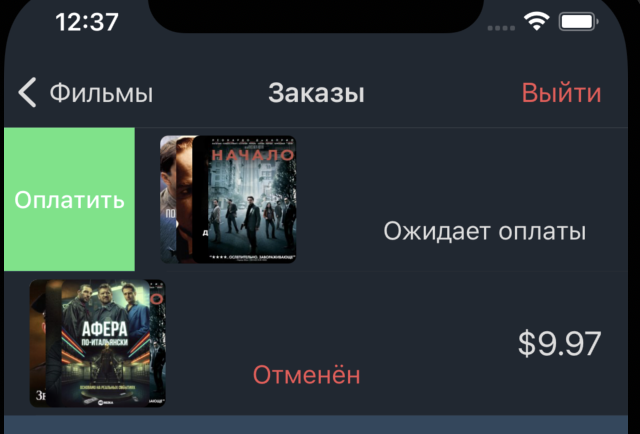 12:37
Фильмы
Заказы
Выйти
Оплатить
НАЧАЛО
Ожидает оплаты
АФЕРА
ПО-ИТАЛЬЯНСКИ
$9.97
Отменён